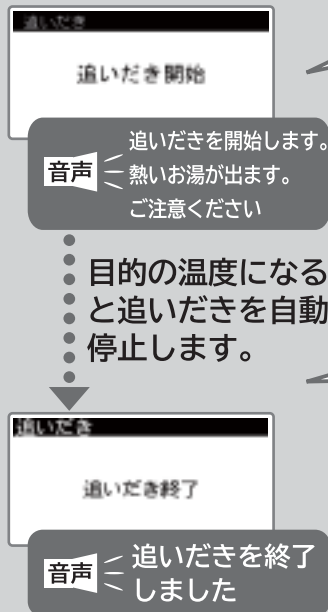 追いだき
追いだき開始
音声
追いだきを開始します。
熱いお湯が出ます。
ご注意ください
目的の温度になる
と追いだきを自動
停止します。
追いだき
追いだき終了
音声
追いだきを終了
しました